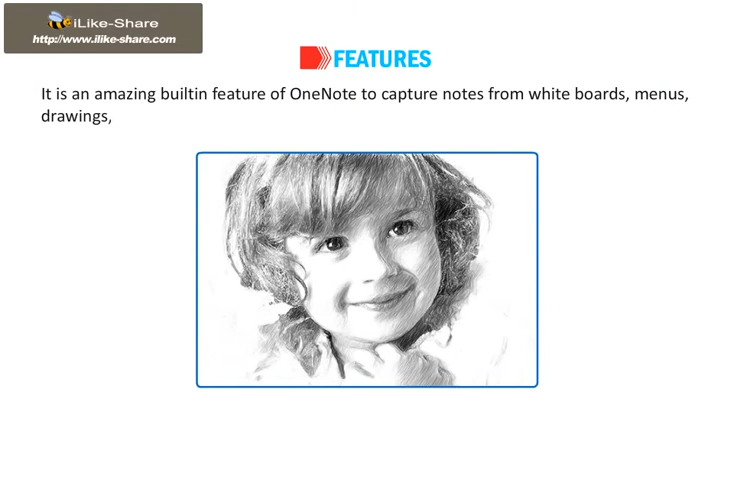 iLike-Share
http://www.ilike-share.com
FEATURES
It is an amazing builtin feature of OneNote to capture notes from white boards, menus,
drawings,